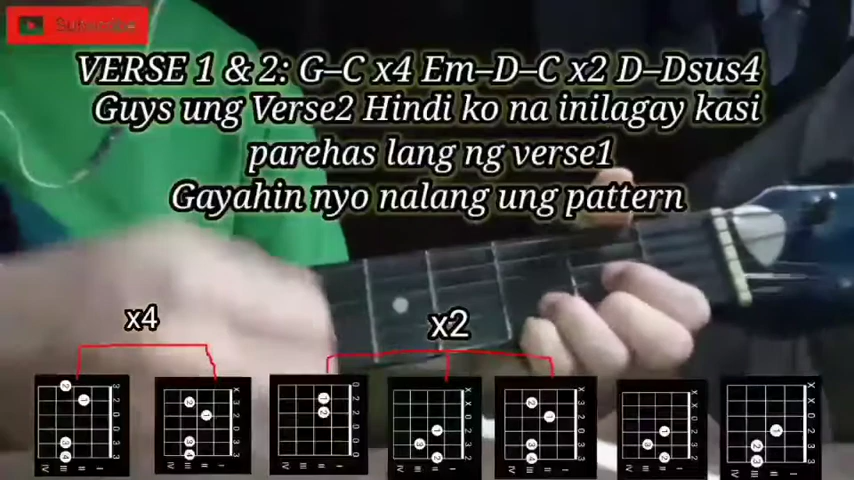 Subscribe
VERSE 1 & 2: G–C x4 Em–D–C x2 D–Dsus4
Guys ung Verse2 Hindi ko na inilagay kasi
parehas lang ng verse1
Gayahin nyo nalang ung pattern
x4
x2